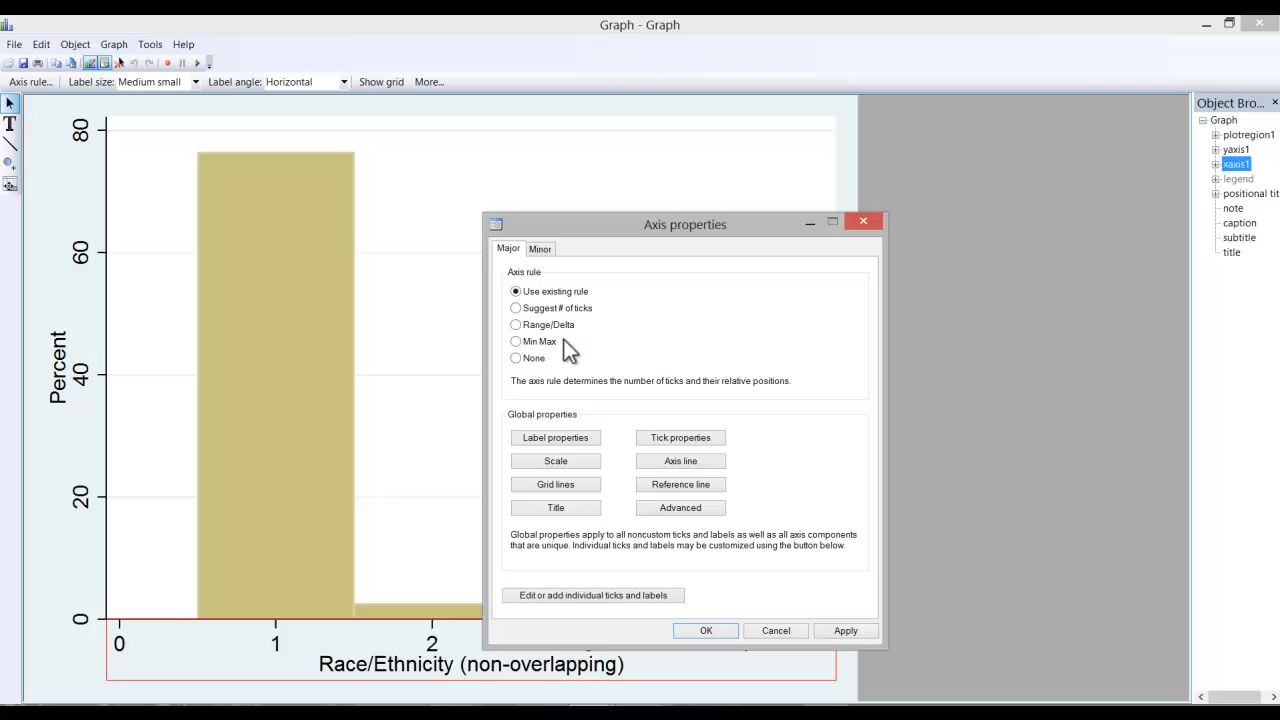 Graph - Graph
File Edit Object Graph Tools Help
Axis rule... Label size: Medium small Label angle: Horizontal Show grid More...
T
80
60
40
20
0
Percent
0 1 2
Race/Ethnicity (non-overlapping)
Axis properties
Major Minor
Axis rule
Use existing rule
Suggest # of ticks
Range/Delta
Min Max
None
The axis rule determines the number of ticks and their relative positions.
Global properties
Label properties Tick properties
Scale Axis line
Grid lines Reference line
Title Advanced
Global properties apply to all noncustom ticks and labels as well as all axis components
that are unique. Individual ticks and labels may be customized using the button below.
Edit or add individual ticks and labels
OK Cancel Apply
Object Bro...
Graph
plotregion1
yaxis1
xaxis1
legend
positional tit
note
caption
subtitle
title